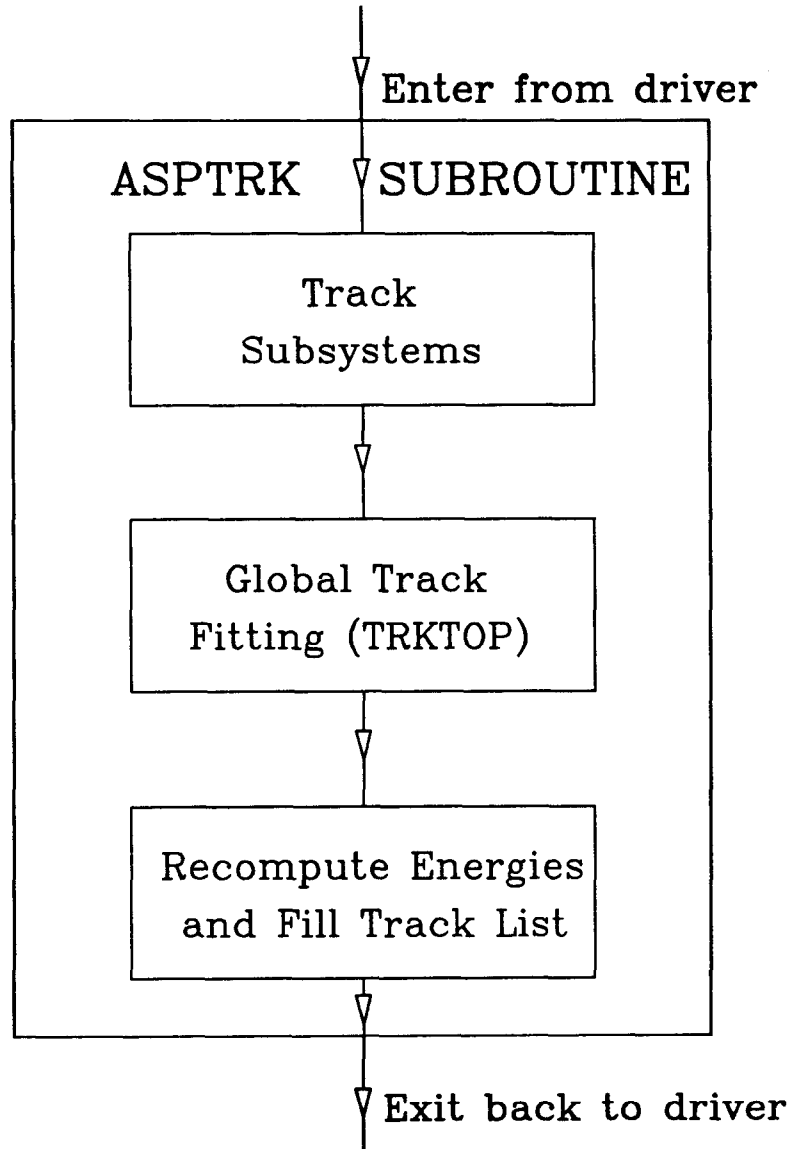 Enter from driver
ASPTRK SUBROUTINE
Track
Subsystems
Global Track
Fitting (TRKTOP)
Recompute Energies
and Fill Track List
Exit back to driver